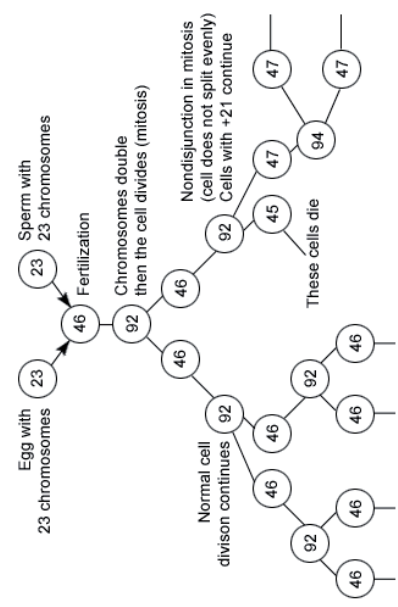 Egg with
23 chromosomes
Sperm with
23 chromosomes
23
23
46
Fertilization
92
Chromosomes double
then the cell divides (mitosis)
46
46
Normal cell
divison continues
92
92
Nondisjunction in mitosis
(cell does not split evenly)
Cells with +21 continue
46
46
45
47
These cells die
92
92
94
46
46
46
46
47
47